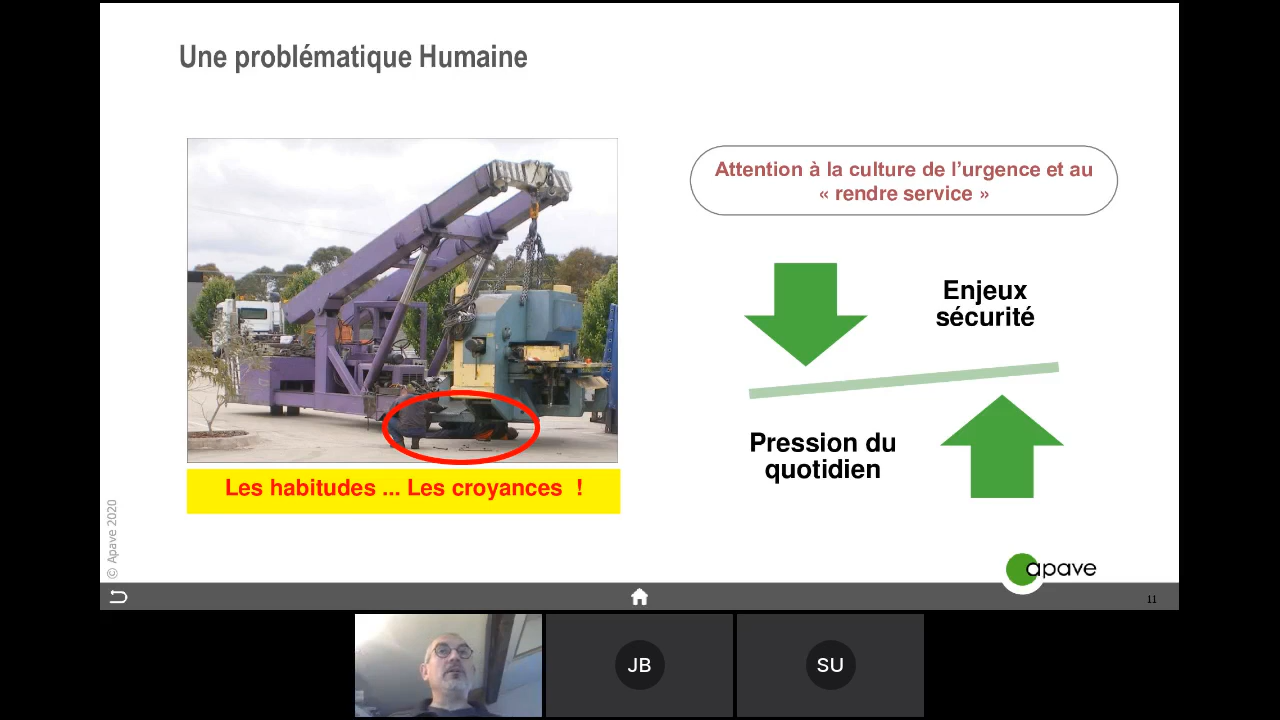 Une problématique Humaine
Attention à la culture de l’urgence et au
« rendre service »
Enjeux
sécurité
Pression du
quotidien
Les habitudes ... Les croyances  !
© Apave 2020
apave
11
JB
SU